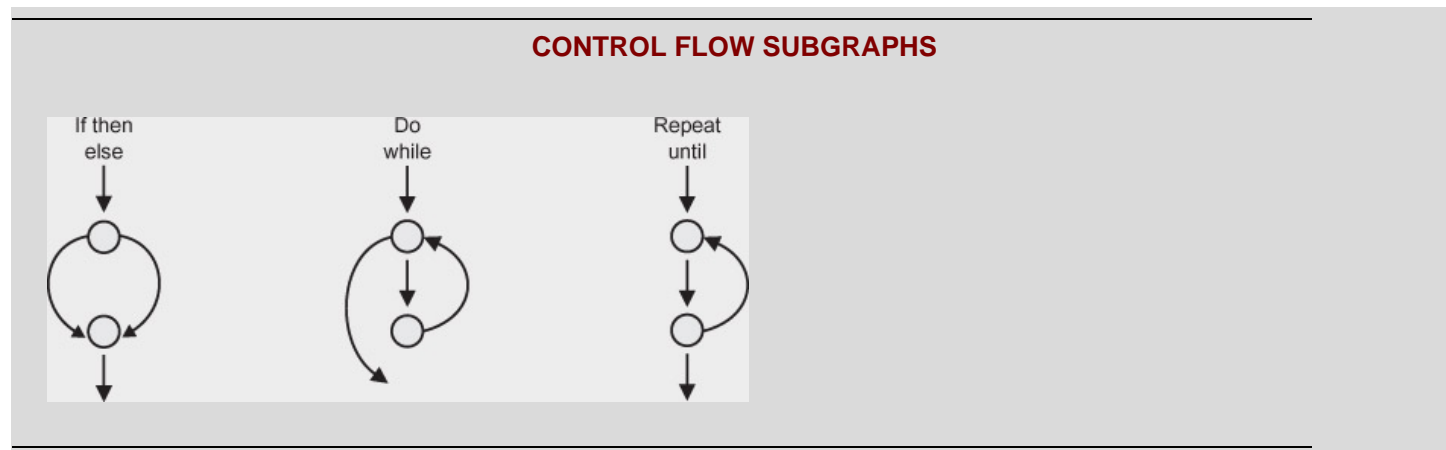 CONTROL FLOW SUBGRAPHS
If then
else
Do
while
Repeat
until